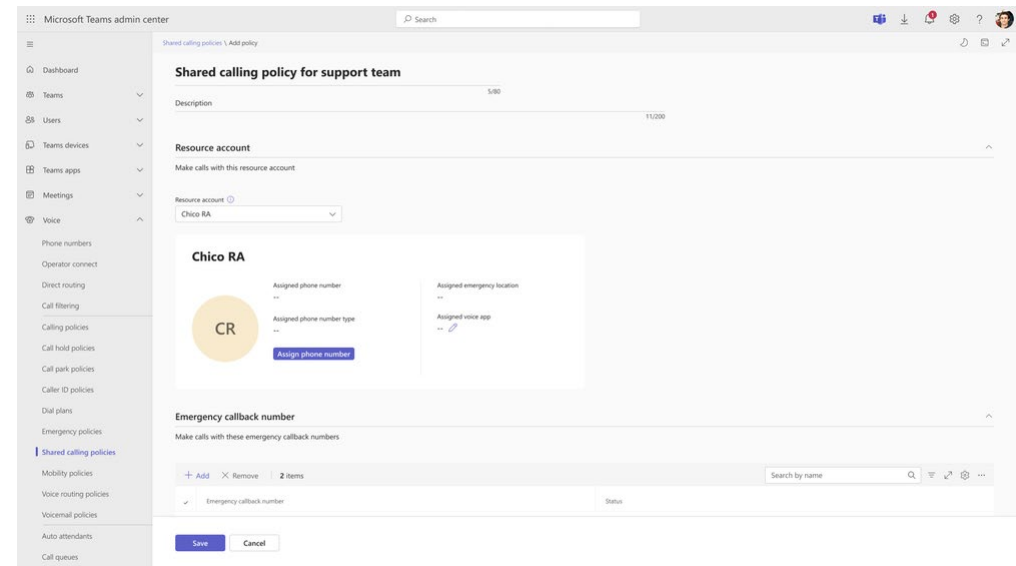 Microsoft Teams admin center
Search
1
?
Shared calling policies \ Add policy
Dashboard
Teams
Users
Teams devices
Teams apps
Meetings
Voice
Phone numbers
Operator connect
Direct routing
Call filtering
Calling policies
Call hold policies
Call park policies
Caller ID policies
Dial plans
Emergency policies
Shared calling policies
Mobility policies
Voice routing policies
Voicemail policies
Auto attendants
Call queues
Shared calling policy for support team
5/80
Description
11/200
Resource account
Make calls with this resource account
Resource account
Chico RA
Chico RA
CR
Assigned phone number
--
Assigned phone number type
--
Assign phone number
Assigned emergency location
--
Assigned voice app
--
Emergency callback number
Make calls with these emergency callback numbers
+ Add
Remove
2 items
Search by name
Emergency callback number
Status
Save
Cancel